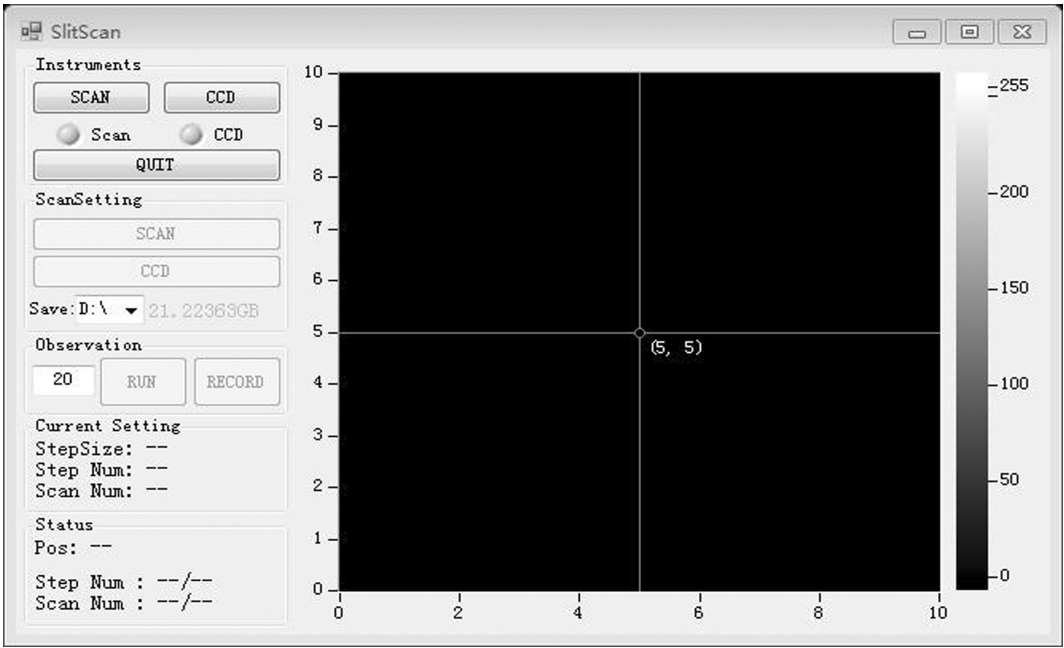 SlitScan
Instruments
SCAN CCD
Scan CCD
QUIT
ScanSetting
SCAN
CCD
Save: D:\ 21.22363GB
Observation
20 RUN RECORD
Current Setting
StepSize: --
Step Num: --
Scan Num: --
Status
Pos: --
Step Num : --/--
Scan Num : --/--
10
9
8
7
6
5
4
3
2
1
0
(5, 5)
0 2 4 6 8 10
255
200
150
100
50
0